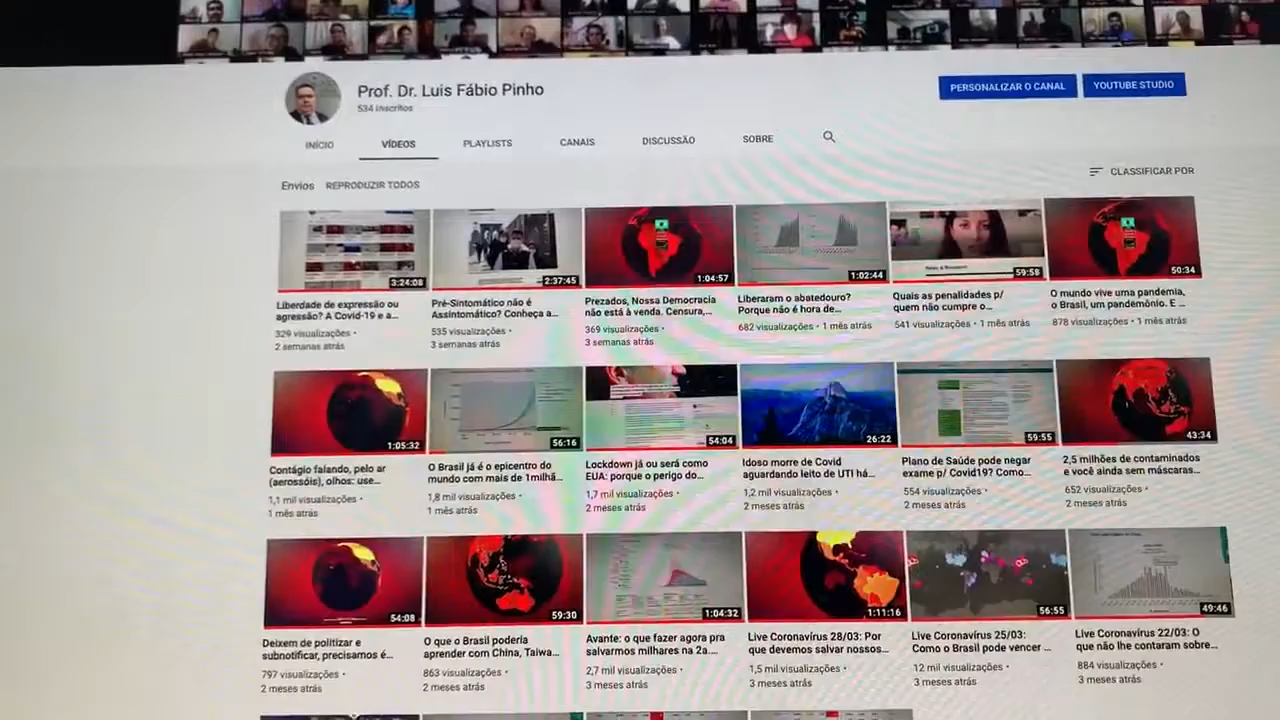 Prof. Dr. Luis Fábio Pinho
534 inscritos
PERSONALIZAR O CANAL
YOUTUBE STUDIO
INÍCIO
VÍDEOS
PLAYLISTS
CANAIS
DISCUSSÃO
SOBRE
Envios
REPRODUZIR TODOS
CLASSIFICAR POR
3:24:08
Liberdade de expressão ou
agressão? A Covid-19 e a...
329 visualizações •
2 semanas atrás
2:37:45
Pré-Sintomático não é
Assintomático? Conheça a...
535 visualizações •
3 semanas atrás
1:04:57
Prezados, Nossa Democracia
não está à venda. Censura,...
369 visualizações •
3 semanas atrás
1:02:44
Liberaram o abatedouro?
Porque não é hora de...
682 visualizações • 1 mês atrás
59:58
Quais as penalidades p/
quem não cumpre o...
541 visualizações • 1 mês atrás
50:34
O mundo vive uma pandemia,
o Brasil, um pandemônio. E ...
878 visualizações • 1 mês atrás
1:05:32
Contágio falando, pelo ar
(aerossóis), olhos: use...
1,1 mil visualizações •
1 mês atrás
56:16
O Brasil já é o epicentro do
mundo com mais de 1milhã...
1,8 mil visualizações •
1 mês atrás
54:04
Lockdown já ou será como
EUA: porque o perigo do...
1,7 mil visualizações •
2 meses atrás
26:22
Idoso morre de Covid
aguardando leito de UTI há...
1,2 mil visualizações •
2 meses atrás
59:55
Plano de Saúde pode negar
exame p/ Covid19? Como...
554 visualizações •
2 meses atrás
43:34
2,5 milhões de contaminados
e você ainda sem máscaras...
652 visualizações •
2 meses atrás
54:08
Deixem de politizar e
subnotificar, precisamos é...
797 visualizações •
2 meses atrás
59:30
O que o Brasil poderia
aprender com China, Taiwa...
863 visualizações •
2 meses atrás
1:04:32
Avante: o que fazer agora pra
salvarmos milhares na 2a....
2,7 mil visualizações •
3 meses atrás
1:11:16
Live Coronavírus 28/03: Por
que devemos salvar nossos...
1,5 mil visualizações •
3 meses atrás
56:55
Live Coronavírus 25/03:
Como o Brasil pode vencer ...
12 mil visualizações •
3 meses atrás
49:46
Live Coronavírus 22/03: O
que não lhe contaram sobre...
884 visualizações •
3 meses atrás